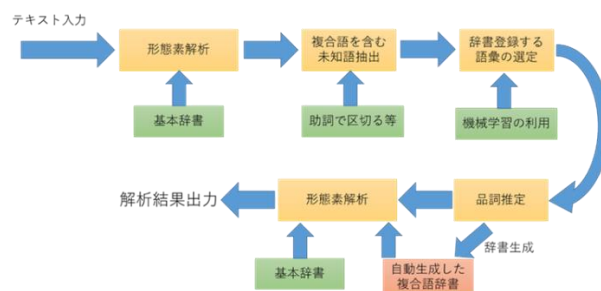 テキスト入力
形態素解析
複合語を含む
未知語抽出
辞書登録する
語彙の選定
基本辞書
助詞で区切る等
機械学習の利用
解析結果出力
形態素解析
品詞推定
辞書生成
基本辞書
自動生成した
複合語辞書